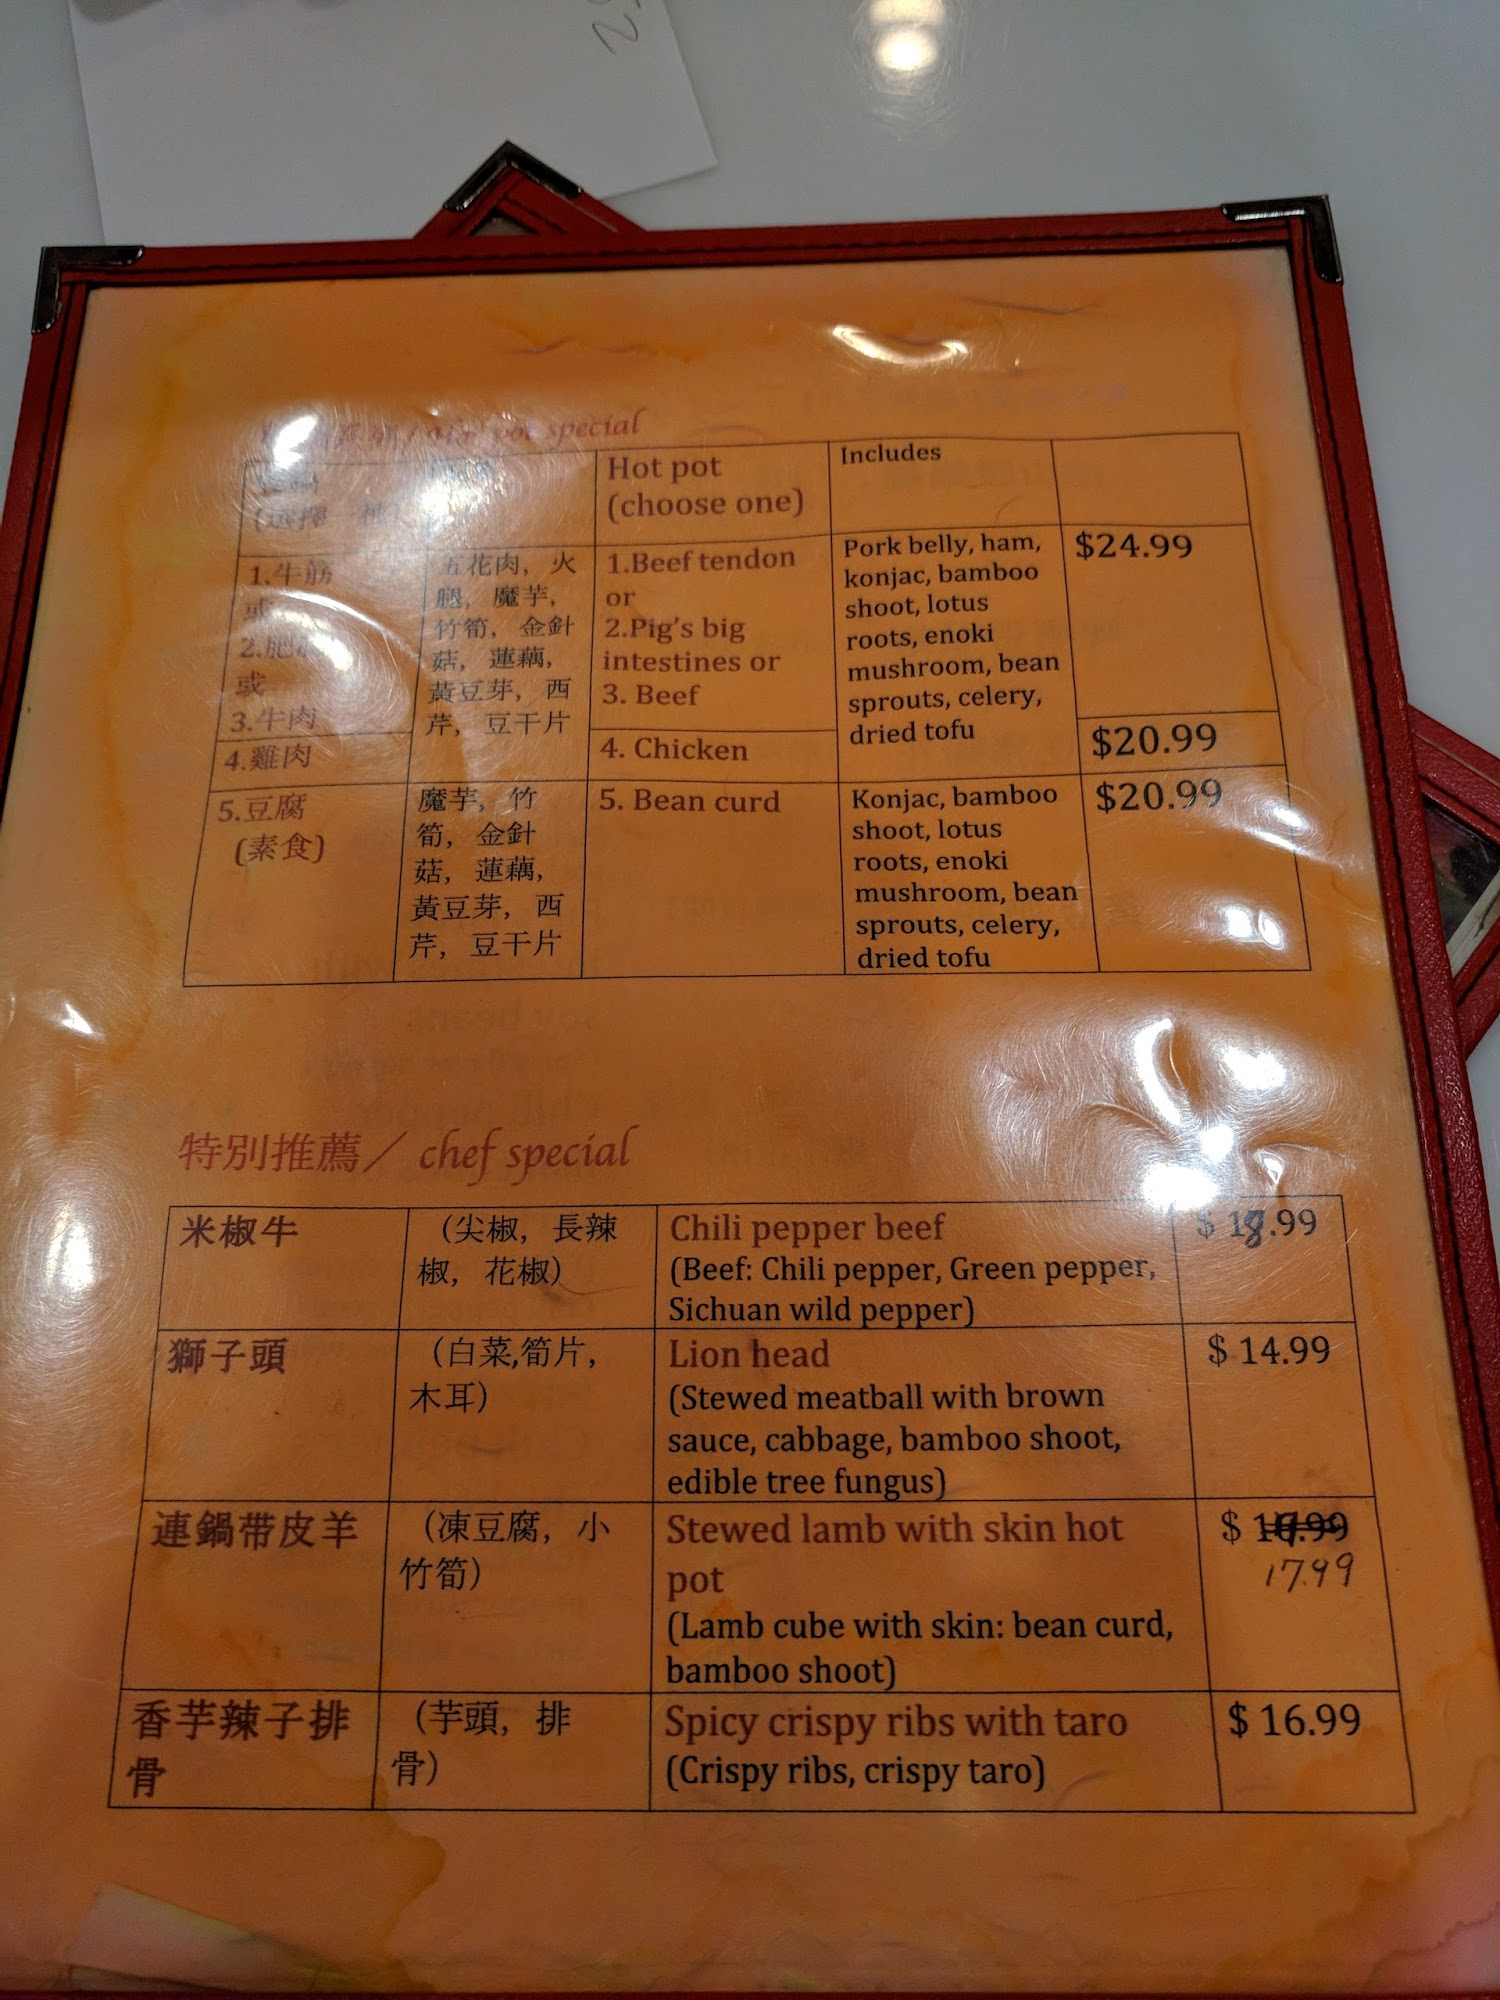 52
pot special
Hot pot
(choose one)
Includes
1.牛筋
或
2.肥腸
或
3.牛肉
五花肉，火
腿，魔芋，
竹筍，金針
菇，蓮藕，
黃豆芽，西
芹，豆干片
1.Beef tendon
or
2.Pig's big
intestines or
3. Beef
Pork belly, ham,
konjac, bamboo
shoot, lotus
roots, enoki
mushroom, bean
sprouts, celery,
dried tofu
$24.99
4.雞肉
4. Chicken
$20.99
5.豆腐
(素食)
魔芋，竹
筍，金針
菇，蓮藕，
黃豆芽，西
芹，豆干片
5. Bean curd
Konjac, bamboo
shoot, lotus
roots, enoki
mushroom, bean
sprouts, celery,
dried tofu
$20.99
特別推薦／ chef special
米椒牛
（尖椒，長辣
椒，花椒）
Chili pepper beef
(Beef: Chili pepper, Green pepper,
Sichuan wild pepper)
$ 18.99
獅子頭
（白菜,筍片，
木耳）
Lion head
(Stewed meatball with brown
sauce, cabbage, bamboo shoot,
edible tree fungus)
$ 14.99
連鍋带皮羊
（凍豆腐，小
竹筍）
Stewed lamb with skin hot
pot
(Lamb cube with skin: bean curd,
bamboo shoot)
$
17.99
香芋辣子排
骨
（芋頭，排
骨）
Spicy crispy ribs with taro
(Crispy ribs, crispy taro)
$ 16.99